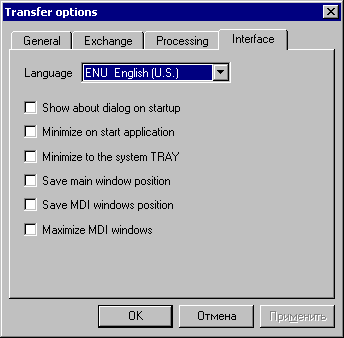 Transfer options
General Exchange Processing Interface
Language ENU English (U.S.)
Show about dialog on startup
Minimize on start application
Minimize to the system TRAY
Save main window position
Save MDI windows position
Maximize MDI windows
OK Отмена Применить